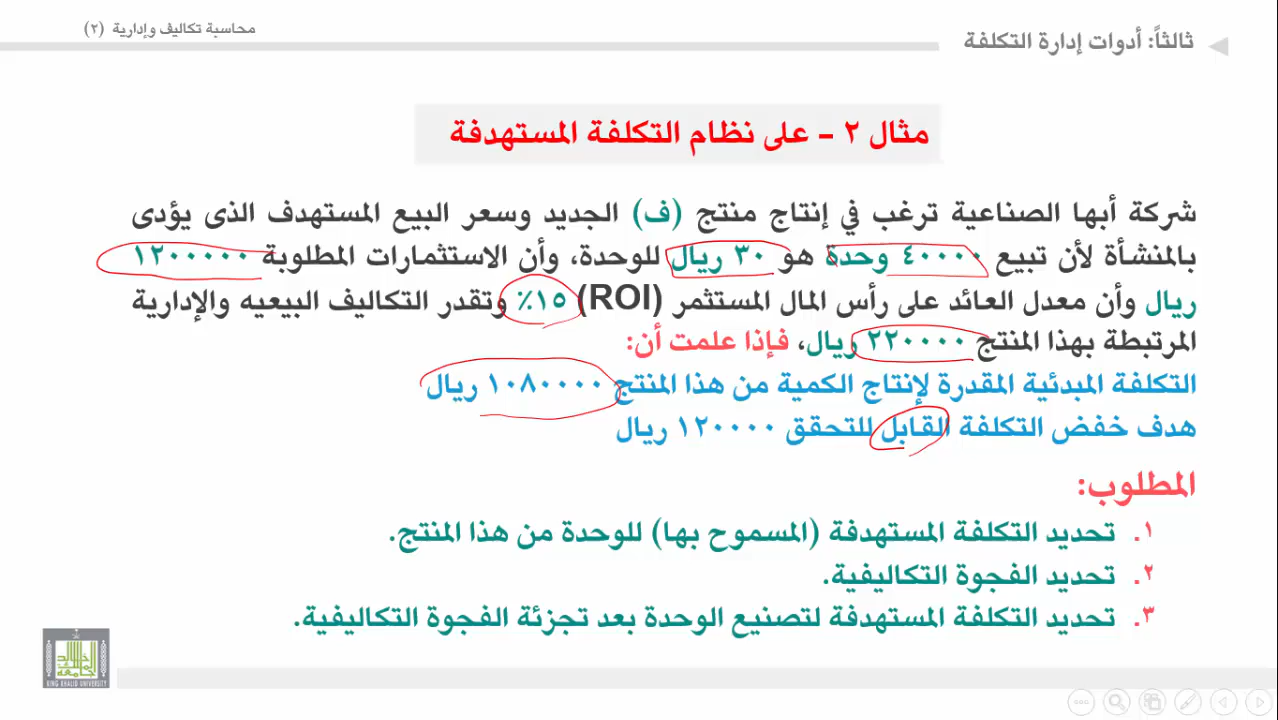 محاسبة تكاليف وإدارية (٢)
ثالثاً: أدوات إدارة التكلفة
مثال ٢ – على نظام التكلفة المستهدفة
شركة أبها الصناعية ترغب في إنتاج منتج (ف) الجديد وسعر البيع المستهدف الذى يؤدى
بالمنشأة لأن تبيع ٤٠٠٠٠ وحدة هو ٣٠ ريال للوحدة، وأن الاستثمارات المطلوبة ١٢٠٠٠٠٠
ريال وأن معدل العائد على رأس المال المستثمر (ROI) ١٥٪ وتقدر التكاليف البيعيه والإدارية
المرتبطة بهذا المنتج ٢٢٠٠٠٠ ريال، فإذا علمت أن:
التكلفة المبدئية المقدرة لإنتاج الكمية من هذا المنتج ١٠٨٠٠٠٠ ريال
هدف خفض التكلفة القابل للتحقق ١٢٠٠٠٠ ريال
المطلوب:
١. تحديد التكلفة المستهدفة (المسموح بها) للوحدة من هذا المنتج.
٢. تحديد الفجوة التكاليفية.
٣. تحديد التكلفة المستهدفة لتصنيع الوحدة بعد تجزئة الفجوة التكاليفية.
KING KHALID UNIVERSITY